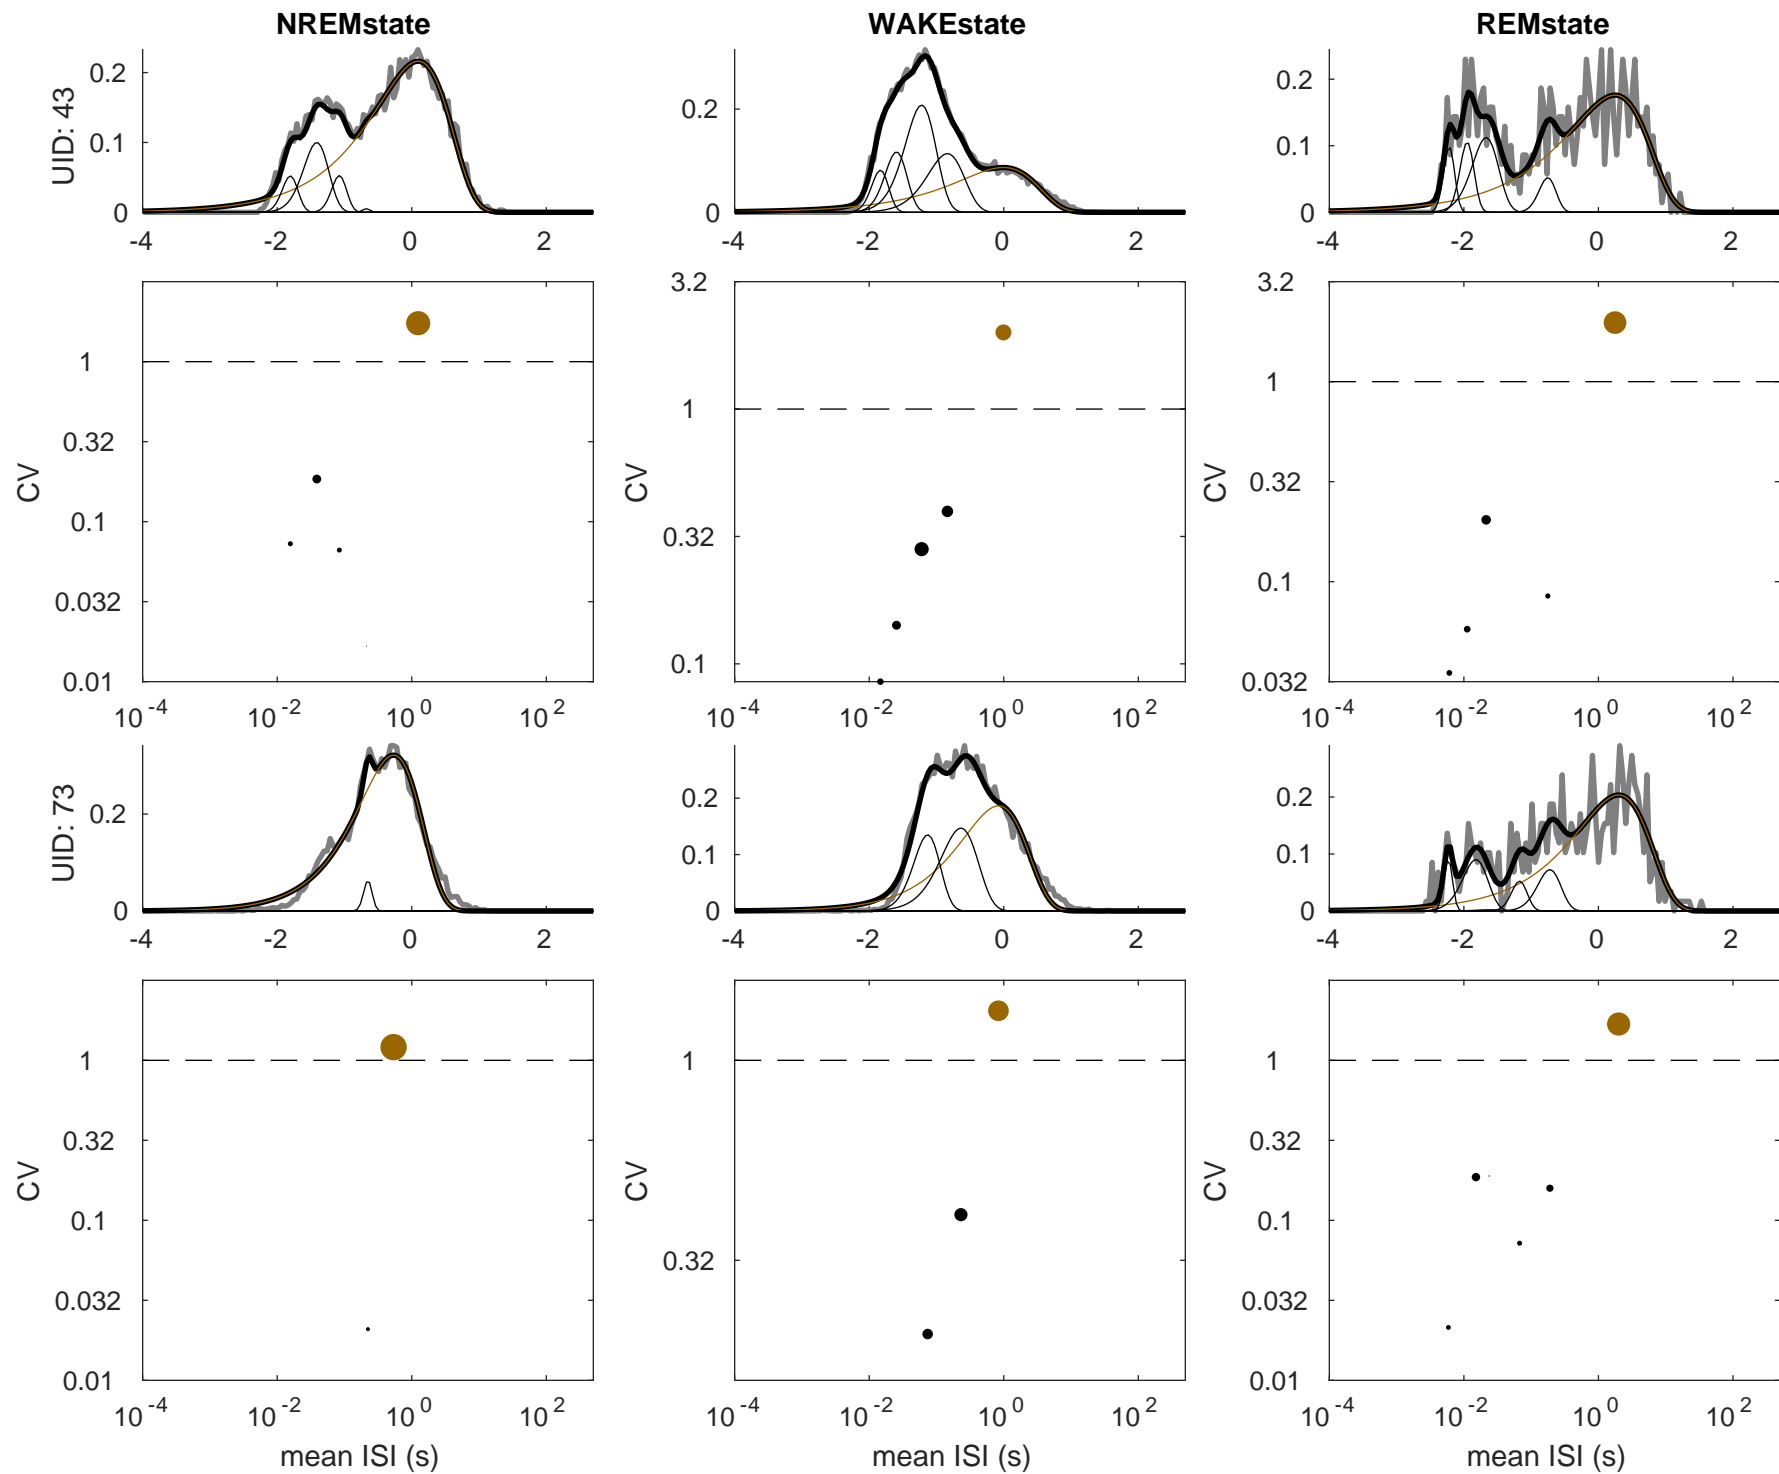 NREMstate WAKEstate REMstate
UID: 43
0.2 0.1 0
0.2 0
0.2 0.1 0
-4 -2 0 2
-4 -2 0 2
-4 -2 0 2
CV
1 0.32 0.1 0.032 0.01
CV
3.2 1 0.32 0.1
CV
3.2 1 0.32 0.1 0.032
10^-4 10^-2 10^0 10^2
10^-4 10^-2 10^0 10^2
10^-4 10^-2 10^0 10^2
UID: 73
0.2 0
0.2 0.1 0
0.2 0.1 0
-4 -2 0 2
-4 -2 0 2
-4 -2 0 2
CV
1 0.32 0.1 0.032 0.01
CV
1 0.32
CV
1 0.32 0.1 0.032 0.01
10^-4 10^-2 10^0 10^2
10^-4 10^-2 10^0 10^2
10^-4 10^-2 10^0 10^2
mean ISI (s) mean ISI (s) mean ISI (s)